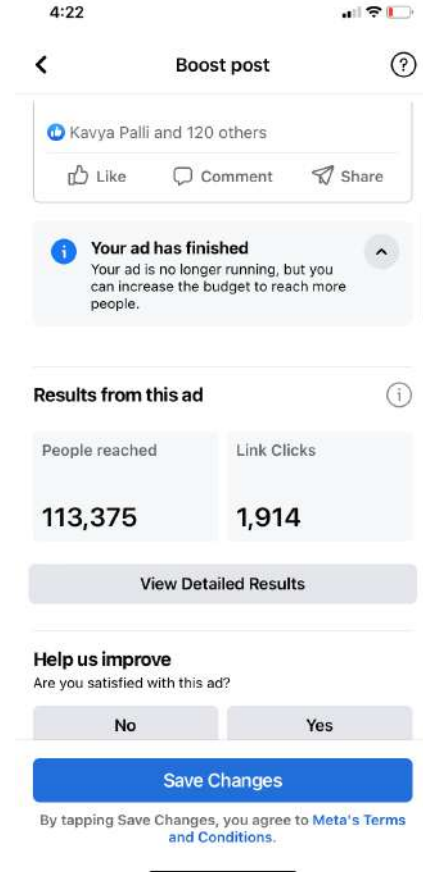 4:22
Boost post
Kavya Palli and 120 others
Like Comment Share
Your ad has finished
Your ad is no longer running, but you
can increase the budget to reach more
people.
Results from this ad
People reached Link Clicks
113,375 1,914
View Detailed Results
Help us improve
Are you satisfied with this ad?
No Yes
Save Changes
By tapping Save Changes, you agree to Meta's Terms
and Conditions.